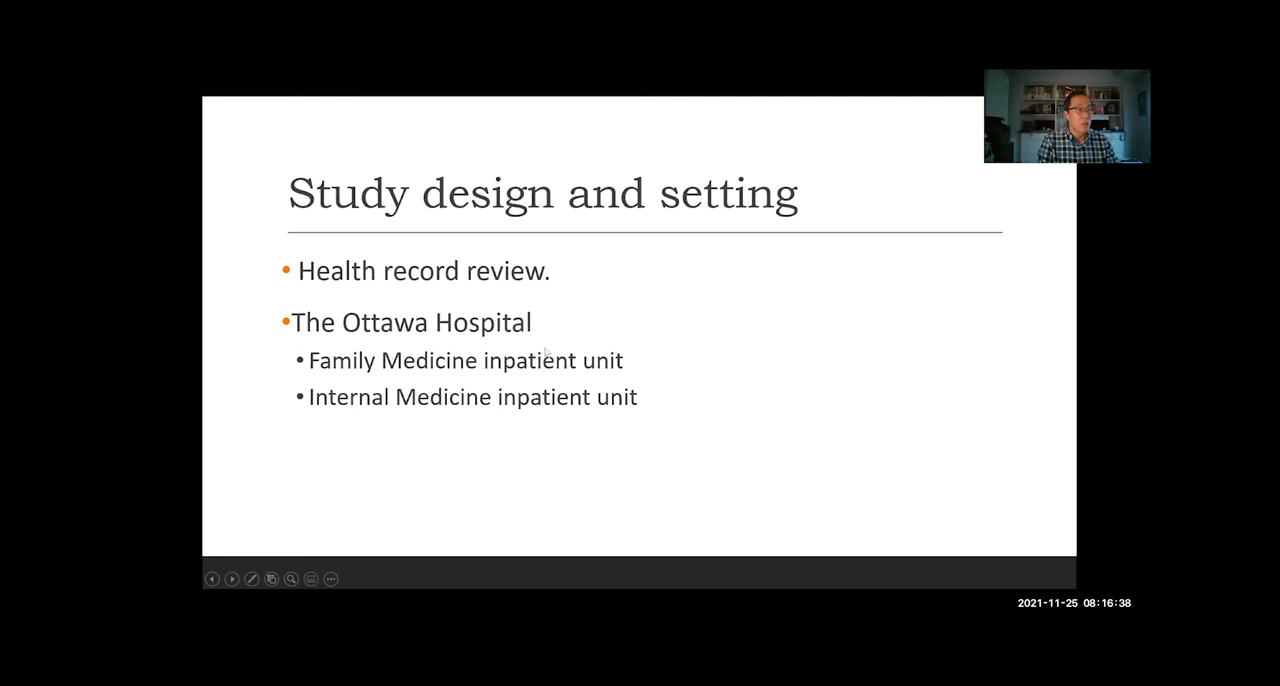 Study design and setting
• Health record review.
•The Ottawa Hospital
• Family Medicine inpatient unit
• Internal Medicine inpatient unit
2021-11-25 08:16:38